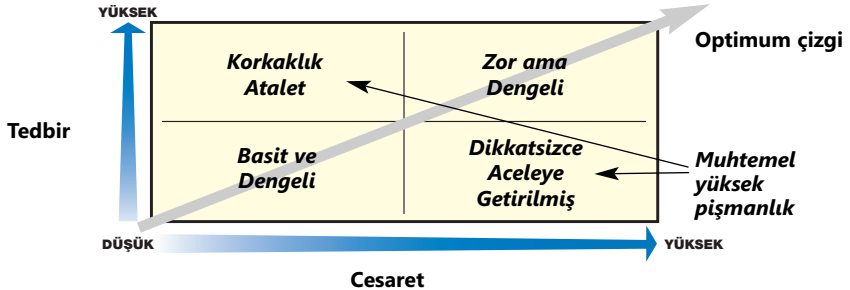 YÜKSEK
Optimum çizgi
Korkaklık
Atalet
Zor ama
Dengeli
Tedbir
Basit ve
Dengeli
Dikkatsizce
Aceleye
Getirilmiş
Muhtemel
yüksek
pişmanlık
DÜŞÜK
YÜKSEK
Cesaret